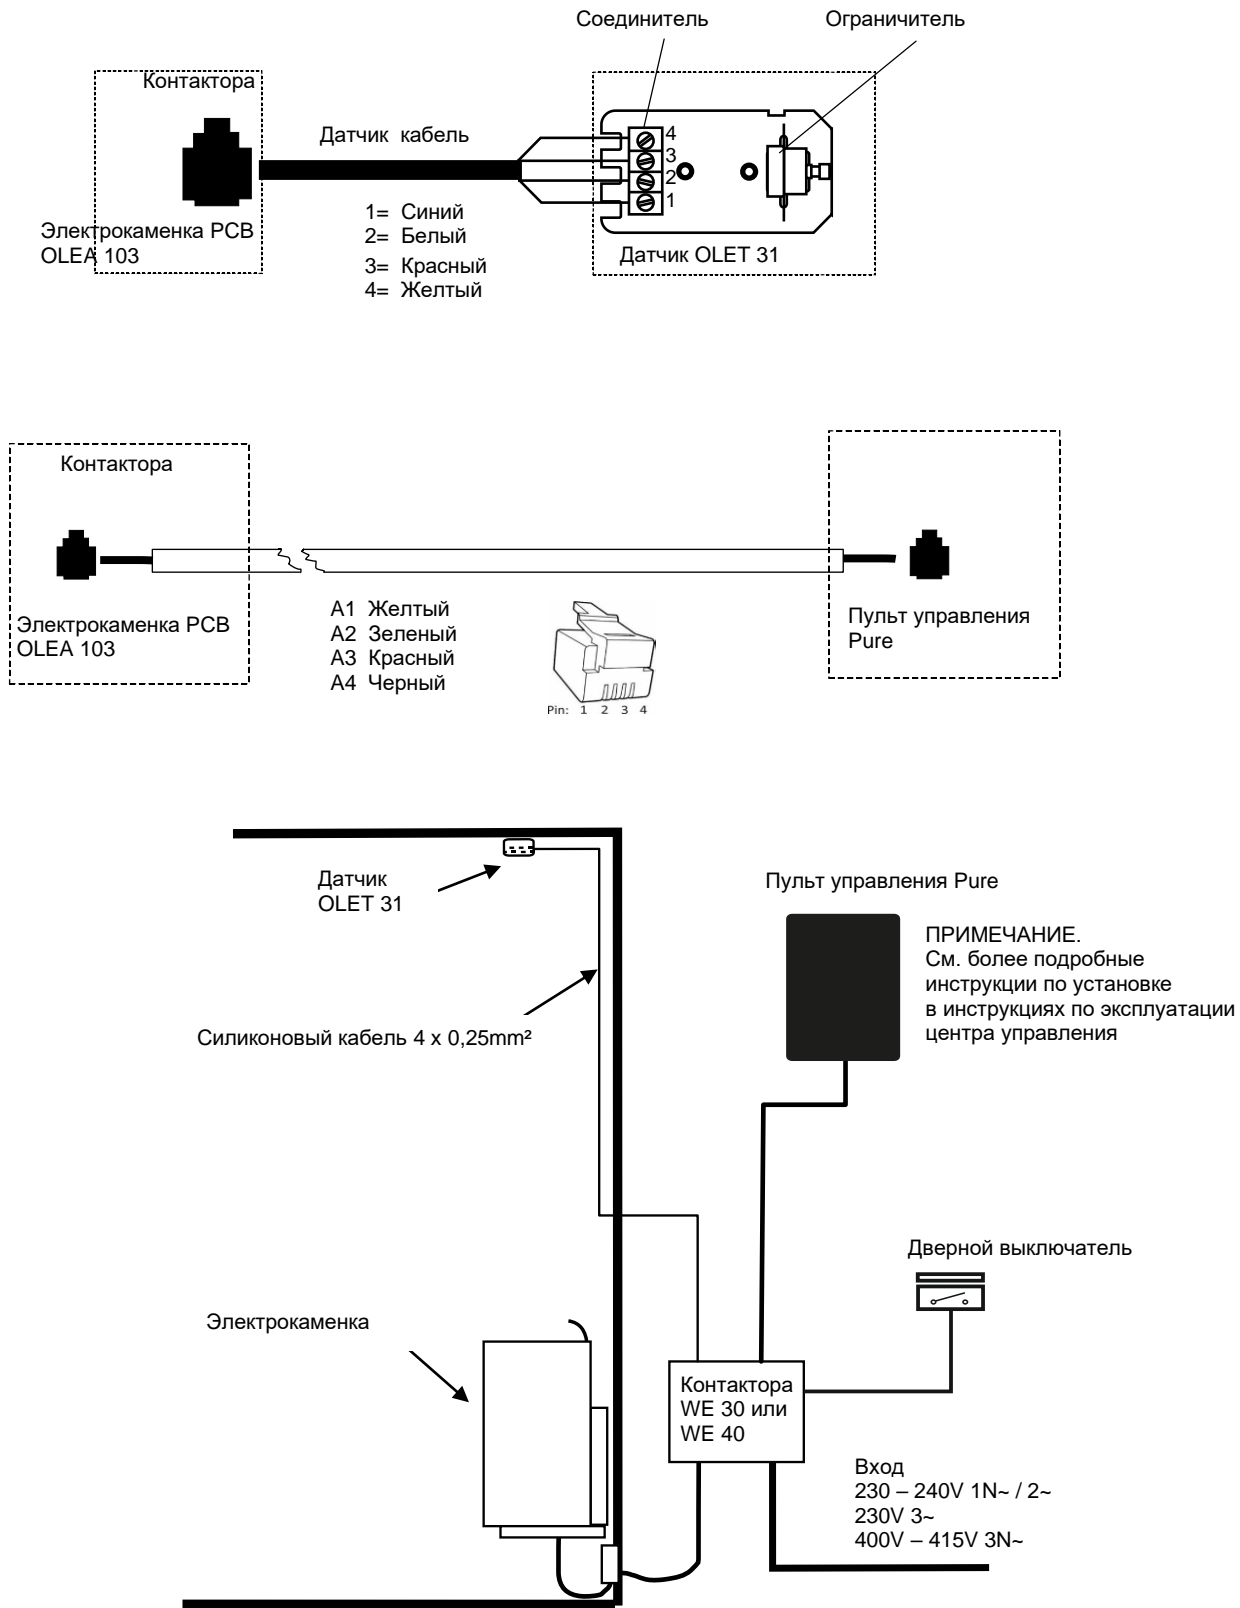 Соединитель
Ограничитель
Контактора
Датчик кабель
4
3
2
1
1= Синий
2= Белый
3= Красный
4= Желтый
Электрокаменка PCB
OLEA 103
Датчик OLET 31
Контактора
Электрокаменка PCB
OLEA 103
A1 Желтый
A2 Зеленый
A3 Красный
A4 Черный
Pin: 1 2 3 4
Пульт управления
Pure
Датчик
OLET 31
Силиконовый кабель 4 x 0,25mm²
Пульт управления Pure
ПРИМЕЧАНИЕ.
См. более подробные
инструкции по установке
в инструкциях по эксплуатации
центра управления
Дверной выключатель
Электрокаменка
Контактора
WE 30 или
WE 40
Вход
230 – 240V 1N~ / 2~
230V 3~
400V – 415V 3N~